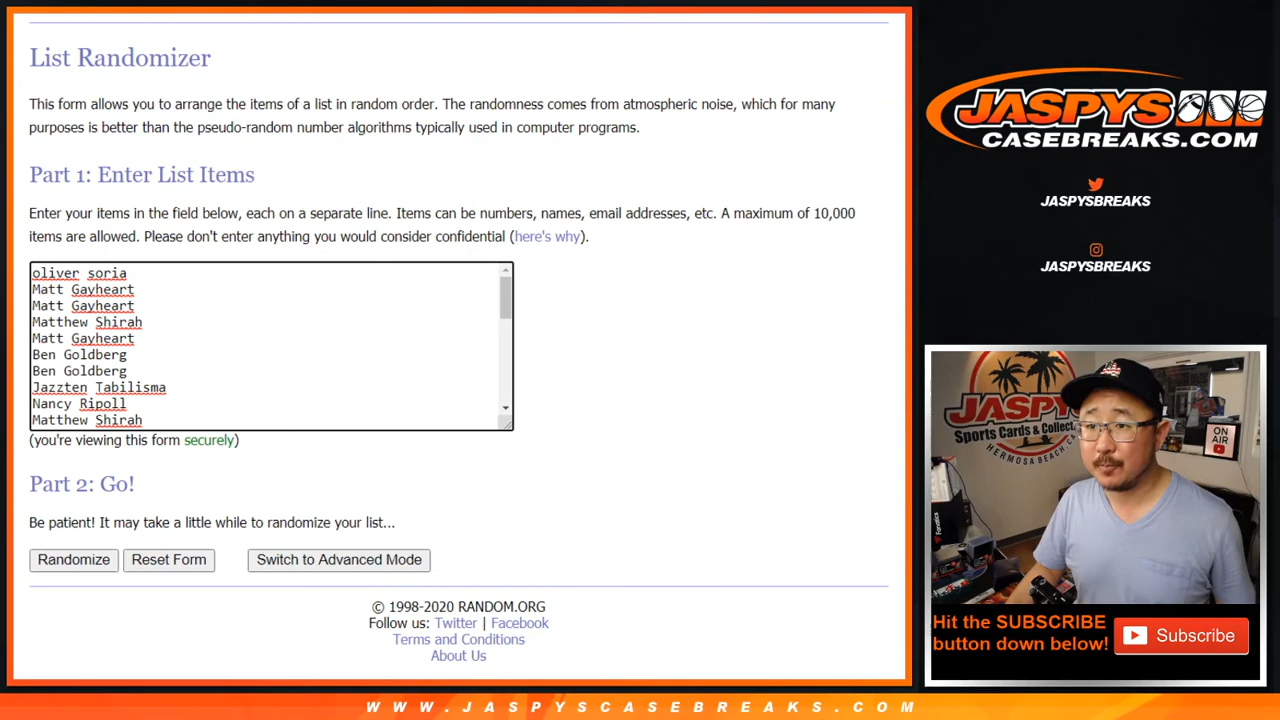 List Randomizer
This form allows you to arrange the items of a list in random order. The randomness comes from atmospheric noise, which for many
purposes is better than the pseudo-random number algorithms typically used in computer programs.
Part 1: Enter List Items
Enter your items in the field below, each on a separate line. Items can be numbers, names, email addresses, etc. A maximum of 10,000
items are allowed. Please don't enter anything you would consider confidential (here's why).
oliver soria
Matt Gayheart
Matt Gayheart
Matthew Shirah
Matt Gayheart
Ben Goldberg
Ben Goldberg
Jazzten Tabilisma
Nancy Ripoll
Matthew Shirah
(you're viewing this form securely)
Part 2: Go!
Be patient! It may take a little while to randomize your list...
Randomize Reset Form Switch to Advanced Mode
© 1998-2020 RANDOM.ORG
Follow us: Twitter | Facebook
Terms and Conditions
About Us
JASPYS
CASEBREAKS.COM
JASPYSBREAKS
JASPYSBREAKS
JASPYS
Sports Cards & Collect
HERMOSA BEACH, CA
ON
AIR
Fanatics
Hit the SUBSCRIBE
button down below!
Subscribe
WWW.JASPYSCASEBREAKS.COM